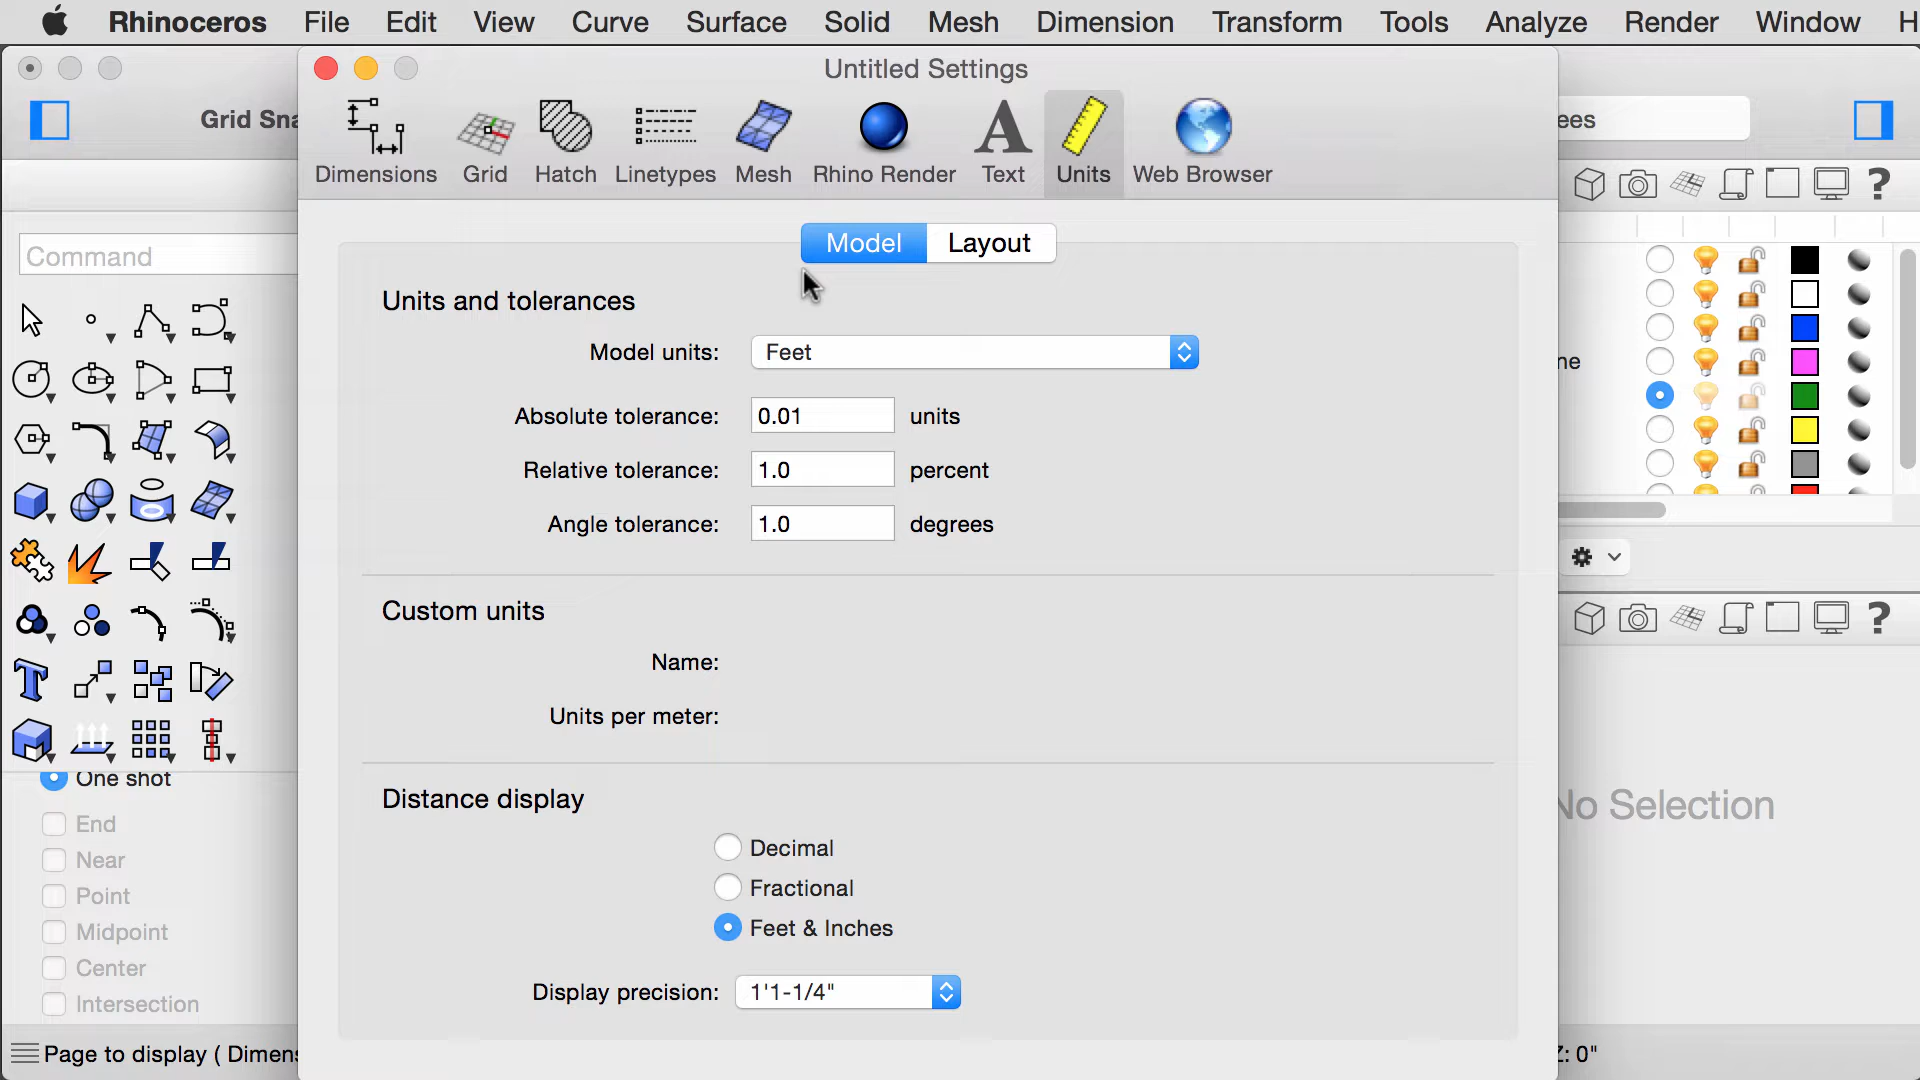 Rhinoceros File Edit View Curve Surface Solid Mesh Dimension Transform Tools Analyze Render Window H
Untitled Settings
Grid Sna
ees
Dimensions Grid Hatch Linetypes Mesh Rhino Render Text Units Web Browser
Model Layout
Command
Units and tolerances
Model units: Feet
ne
Absolute tolerance: 0.01 units
Relative tolerance: 1.0 percent
Angle tolerance: 1.0 degrees
Custom units
Name:
Units per meter:
One shot
Distance display
No Selection
End
Decimal
Near
Fractional
Point
Feet & Inches
Midpoint
Center
Display precision: 1'1-1/4"
Intersection
Page to display ( Dimens
Z: 0"